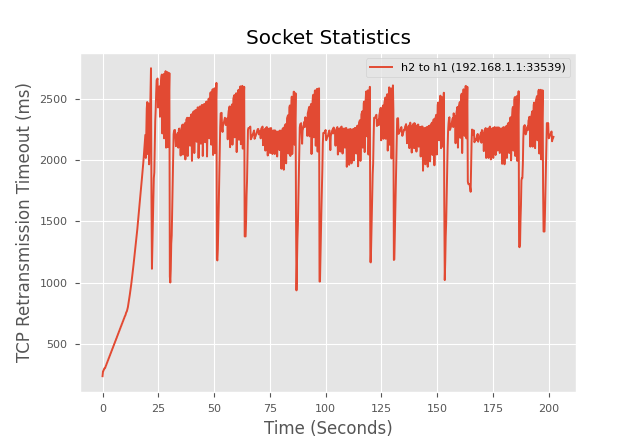 Socket Statistics
h2 to h1 (192.168.1.1:33539)
TCP Retransmission Timeout (ms)
2500
2000
1500
1000
500
0 25 50 75 100 125 150 175 200
Time (Seconds)